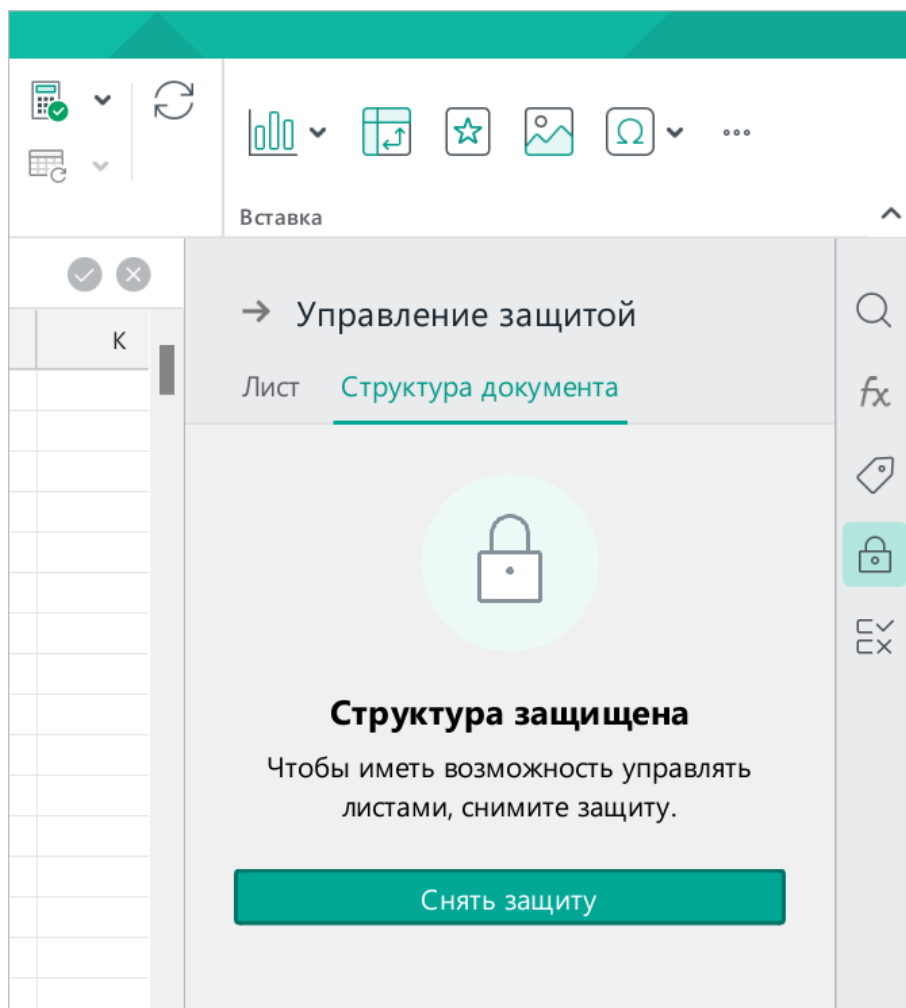 Вставка
K
Управление защитой
Лист Структура документа
Структура защищена
Чтобы иметь возможность управлять
листами, снимите защиту.
Снять защиту